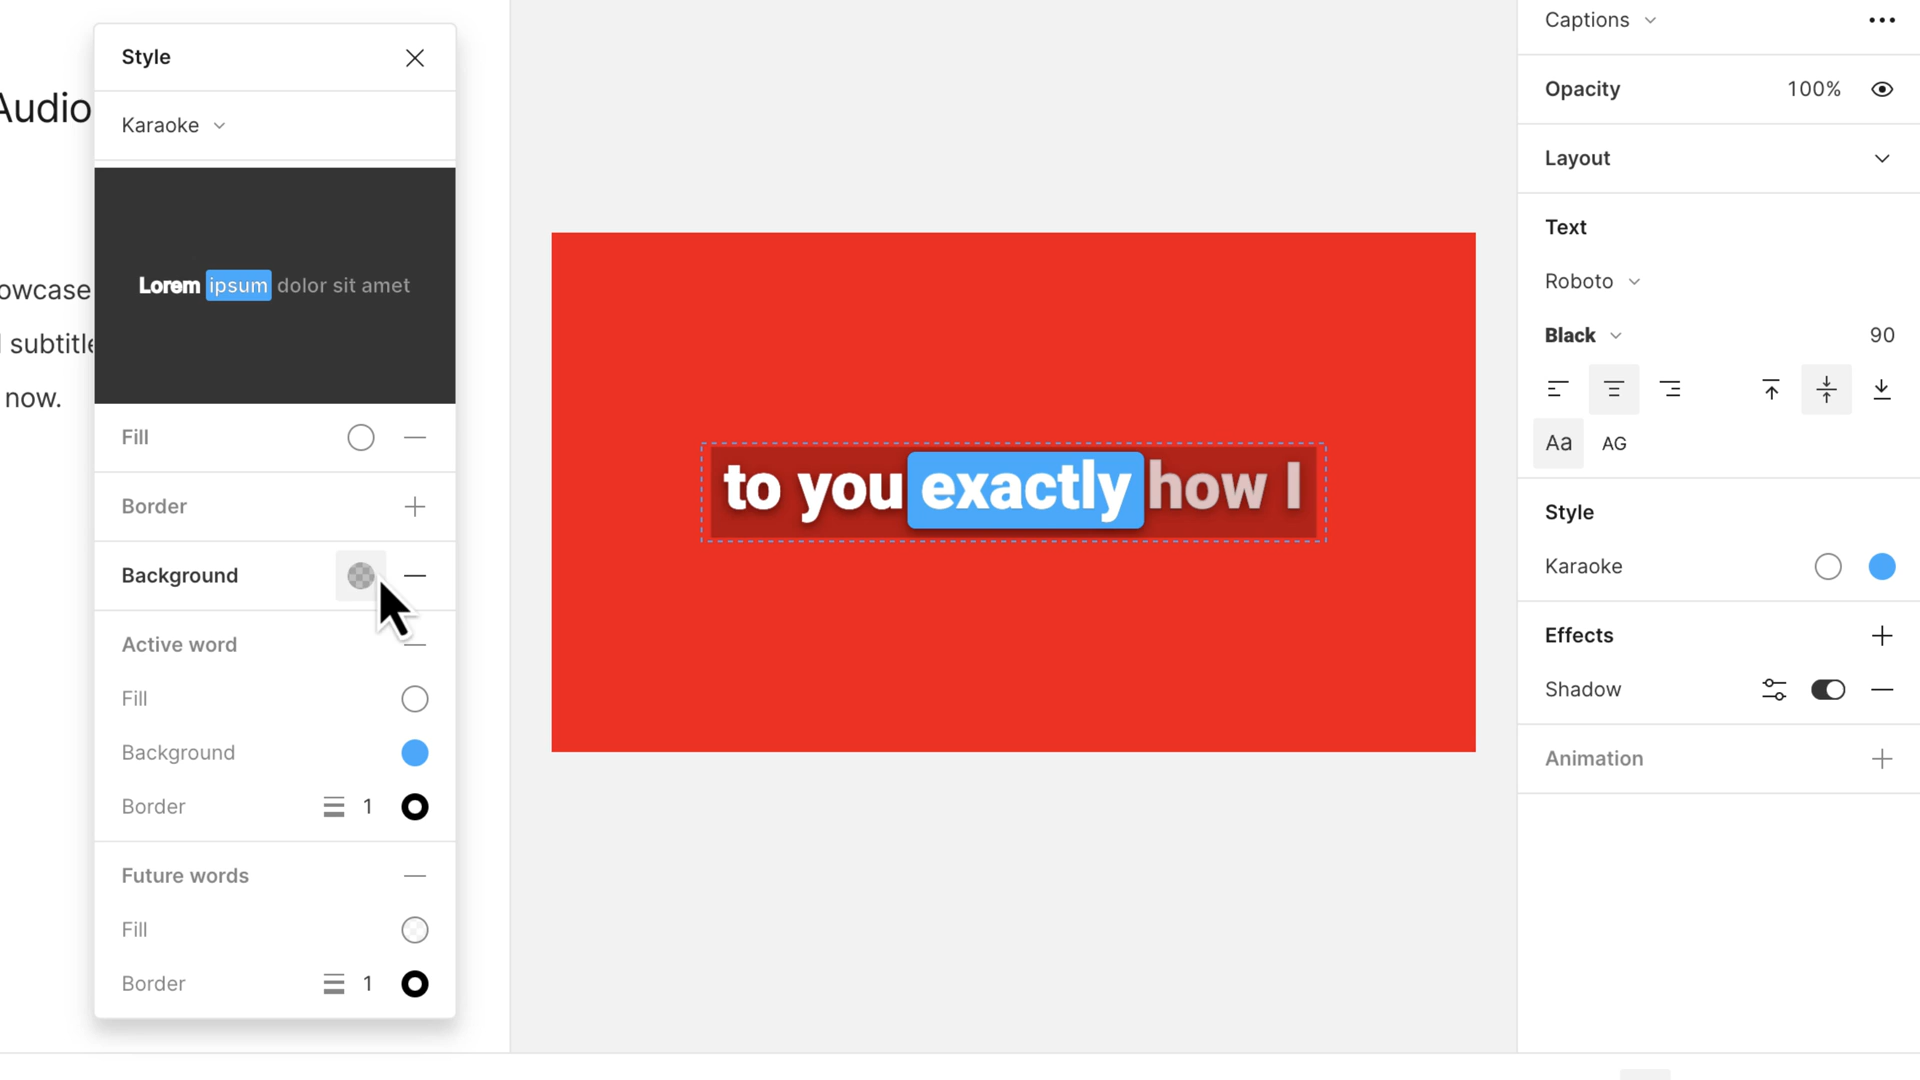 Audio
owcase
subtitle
now.
Style
Karaoke
Lorem ipsum dolor sit amet
Fill
Border
Background
Active word
Fill
Background
Border 1
Future words
Fill
Border 1
to you exactly how I
Captions
Opacity 100%
Layout
Text
Roboto
Black 90
Aa AG
Style
Karaoke
Effects
Shadow
Animation